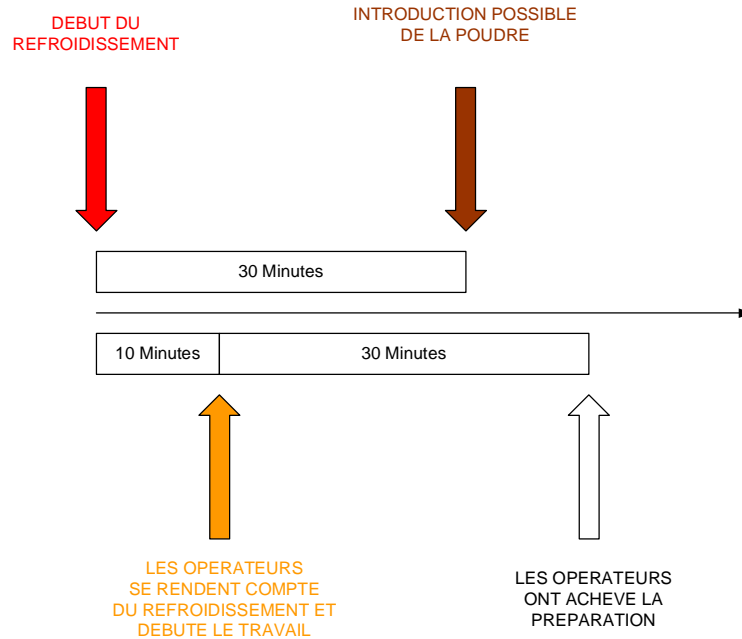 DEBUT DU
REFROIDISSEMENT
INTRODUCTION POSSIBLE
DE LA POUDRE
30 Minutes
10 Minutes
30 Minutes
LES OPERATEURS
SE RENDENT COMPTE
DU REFROIDISSEMENT ET
DEBUTE LE TRAVAIL
LES OPERATEURS
ONT ACHEVE LA
PREPARATION